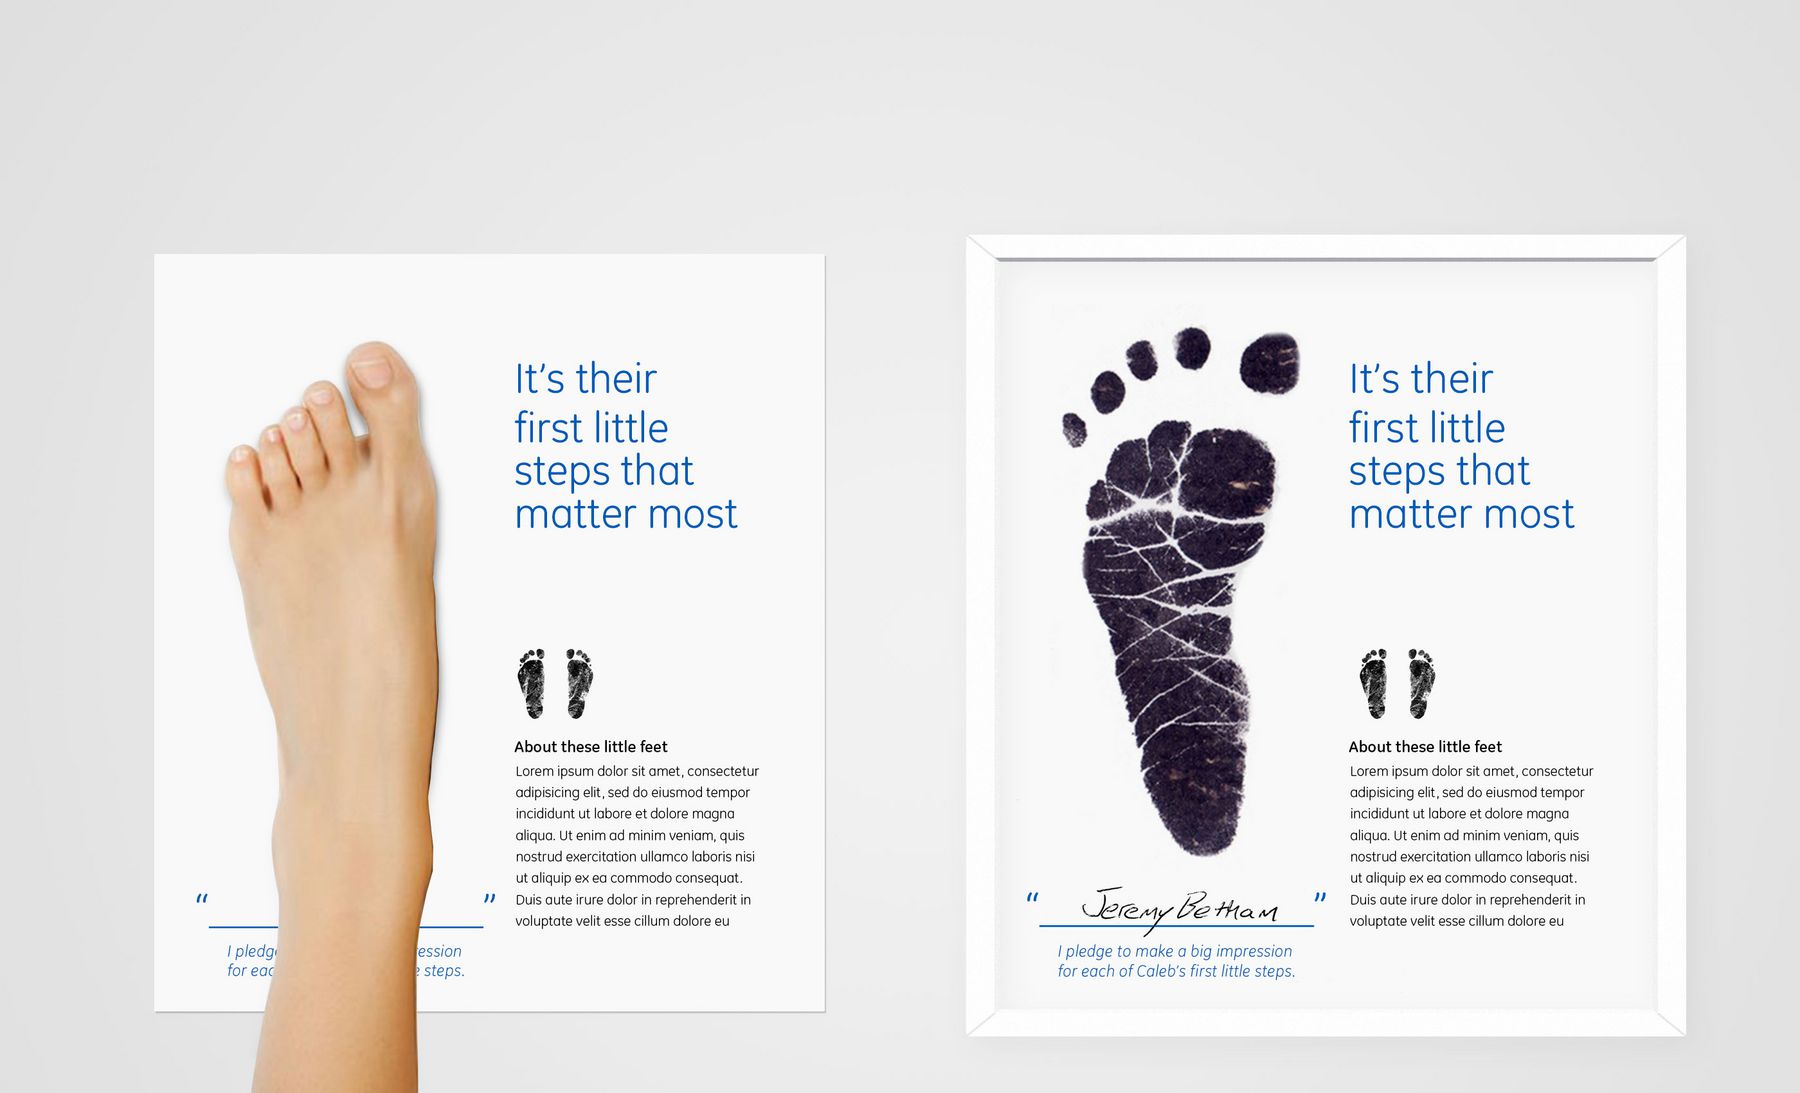 It's their
first little
steps that
matter most
About these little feet
Lorem ipsum dolor sit amet, consectetur
adipisicing elit, sed do eiusmod tempor
incididunt ut labore et dolore magna
aliqua. Ut enim ad minim veniam, quis
nostrud exercitation ullamco laboris nisi
ut aliquip ex ea commodo consequat.
Duis aute irure dolor in reprehenderit in
voluptate velit esse cillum dolore eu
“ ”
I pledg ession
for eac e steps.
It's their
first little
steps that
matter most
About these little feet
Lorem ipsum dolor sit amet, consectetur
adipisicing elit, sed do eiusmod tempor
incididunt ut labore et dolore magna
aliqua. Ut enim ad minim veniam, quis
nostrud exercitation ullamco laboris nisi
ut aliquip ex ea commodo consequat.
Duis aute irure dolor in reprehenderit in
voluptate velit esse cillum dolore eu
“ Jeremy Betham ”
I pledge to make a big impression
for each of Caleb's first little steps.